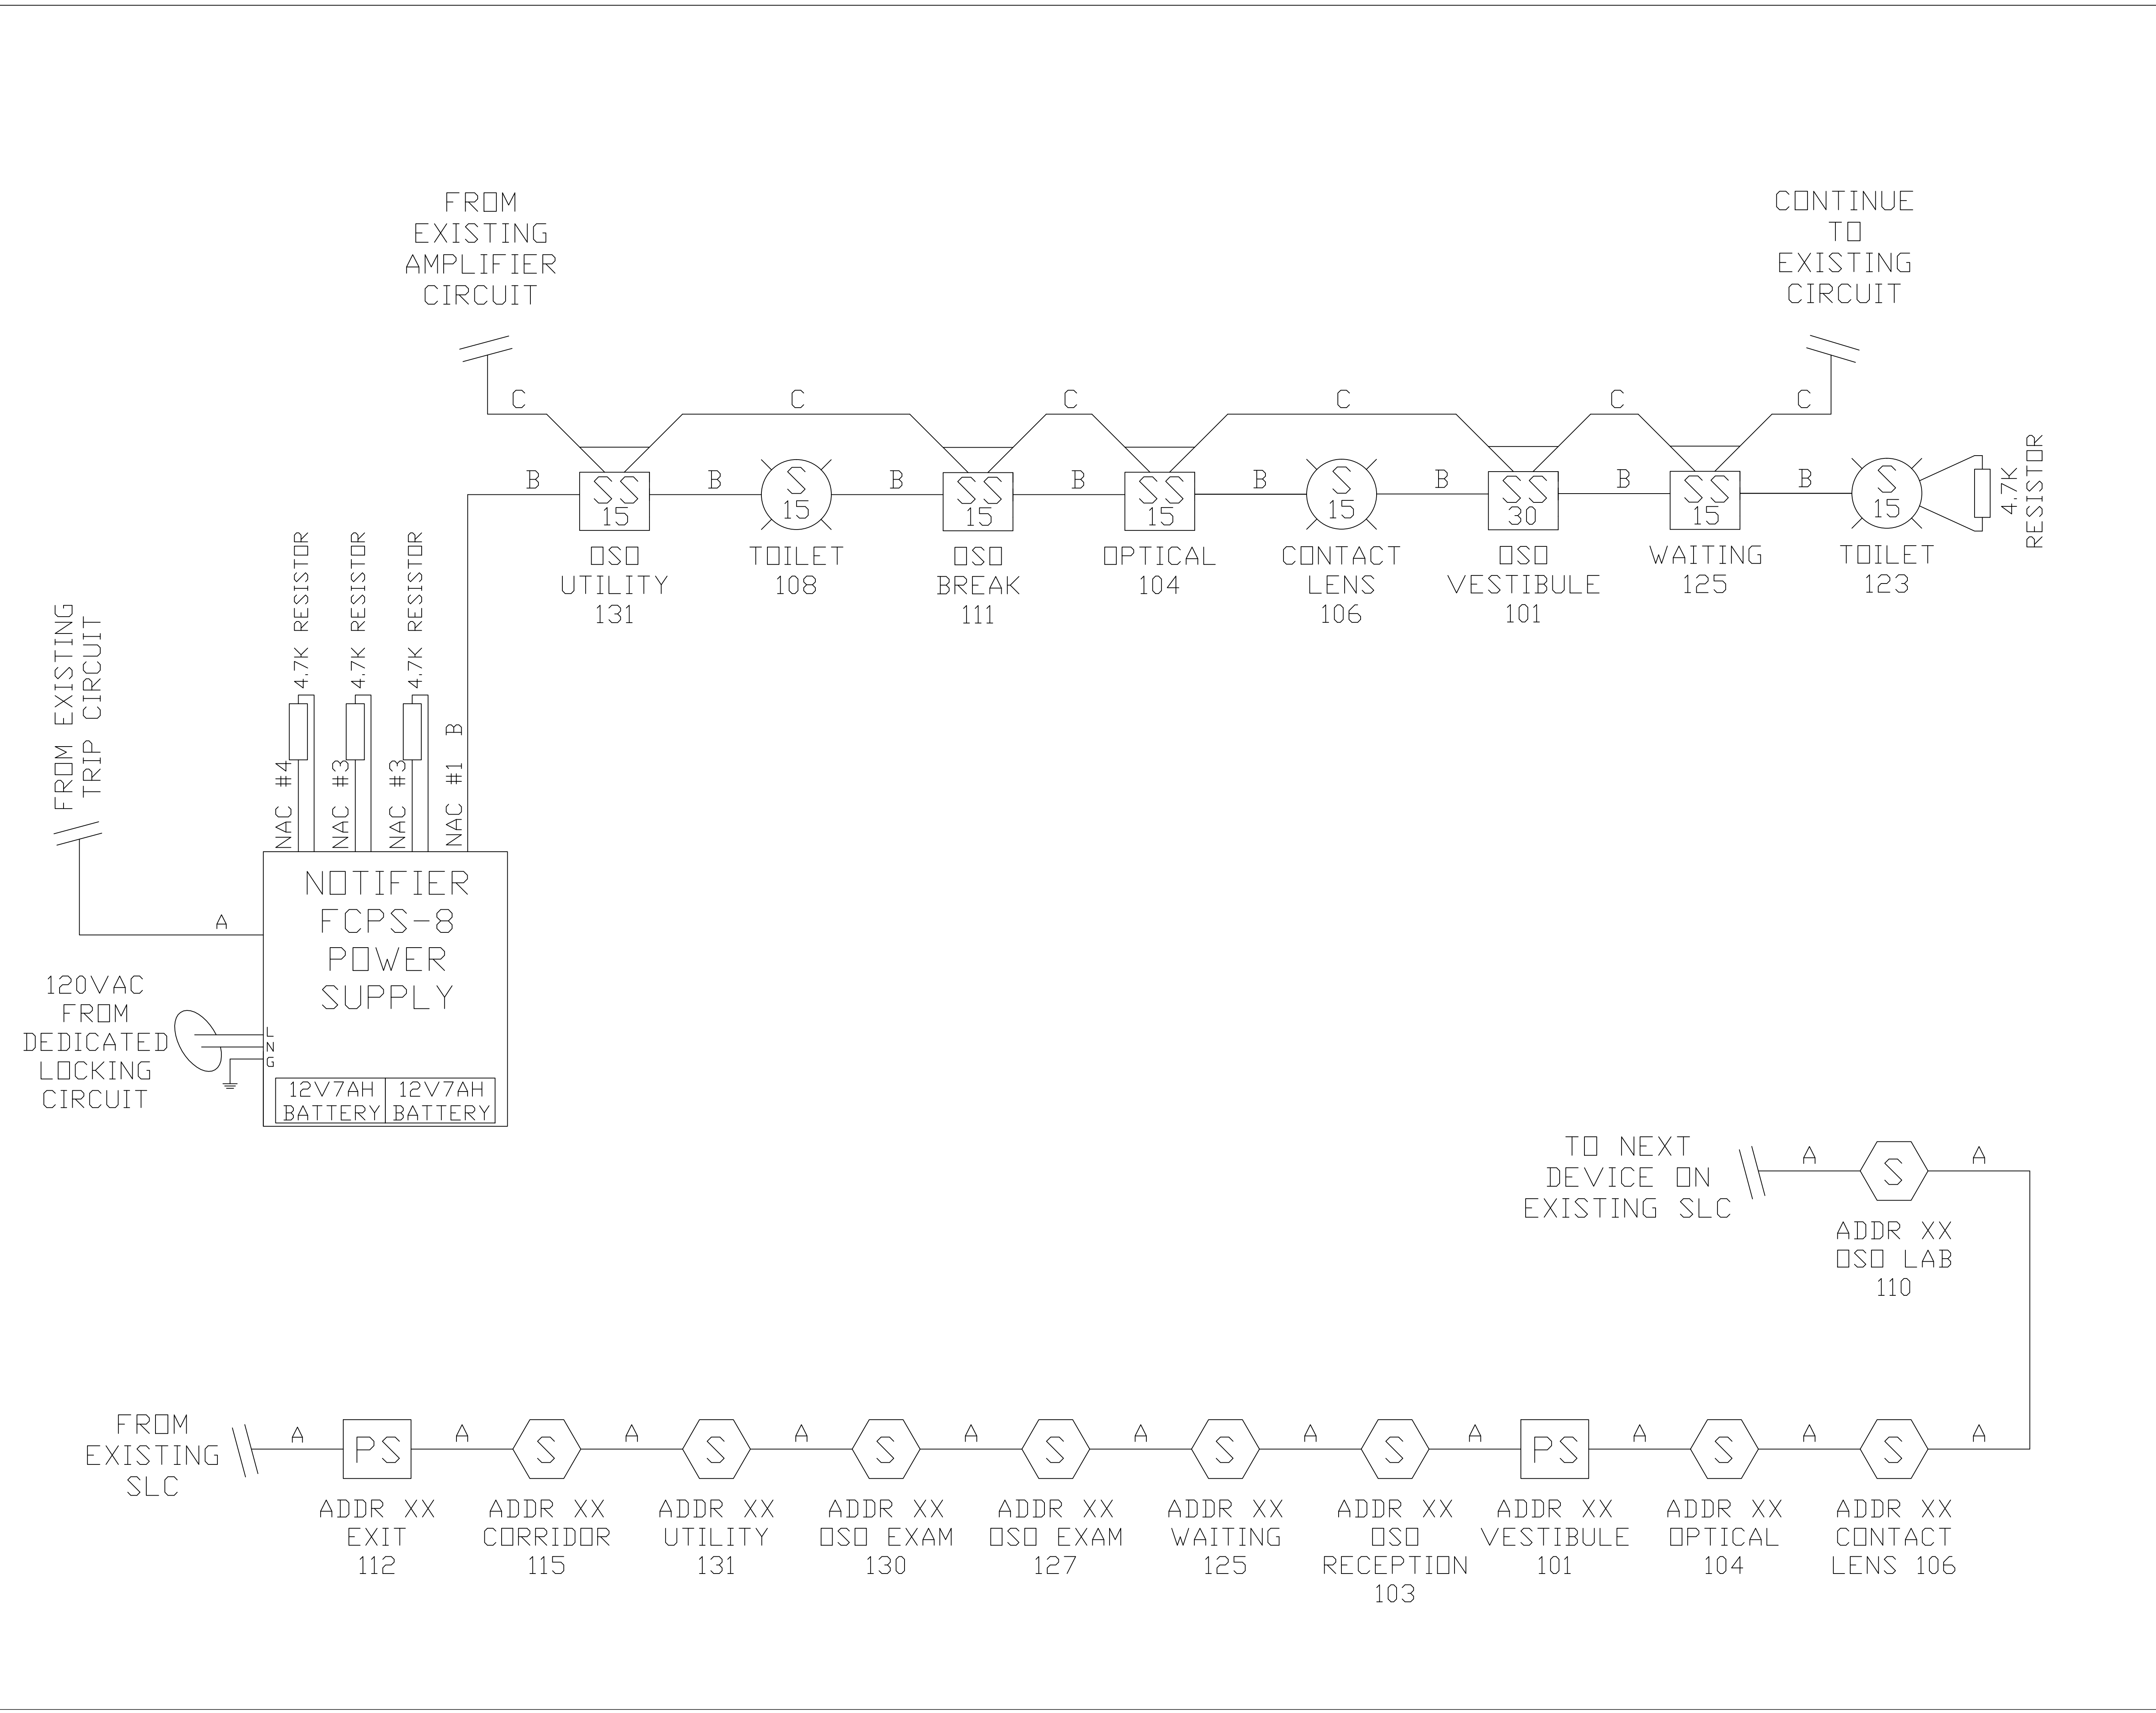 FROM
EXISTING
AMPLIFIER
CIRCUIT
CONTINUE
TO
EXISTING
CIRCUIT
C
C
C
C
C
C
B
SS
15
B
S
15
B
SS
15
B
SS
15
B
S
15
B
SS
30
B
SS
15
B
S
15
4.7K
RESISTOR
OSO
UTILITY
131
TOILET
108
OSO
BREAK
111
OPTICAL
104
CONTACT
LENS
106
OSO
VESTIBULE
101
WAITING
125
TOILET
123
FROM EXISTING
TRIP CIRCUIT
4.7K RESISTOR
4.7K RESISTOR
4.7K RESISTOR
NAC #4
NAC #3
NAC #3
NAC #1 B
A
NOTIFIER
FCPS-8
POWER
SUPPLY
120VAC
FROM
DEDICATED
LOCKING
CIRCUIT
L
N
G
12V7AH
BATTERY
12V7AH
BATTERY
TO NEXT
DEVICE ON
EXISTING SLC
A
S
A
ADDR XX
OSO LAB
110
FROM
EXISTING
SLC
A
PS
A
S
A
S
A
S
A
S
A
S
A
S
A
PS
A
S
A
S
A
ADDR XX
EXIT
112
ADDR XX
CORRIDOR
115
ADDR XX
UTILITY
131
ADDR XX
OSO EXAM
130
ADDR XX
OSO EXAM
127
ADDR XX
WAITING
125
ADDR XX
OSO
RECEPTION
103
ADDR XX
VESTIBULE
101
ADDR XX
OPTICAL
104
ADDR XX
CONTACT
LENS 106